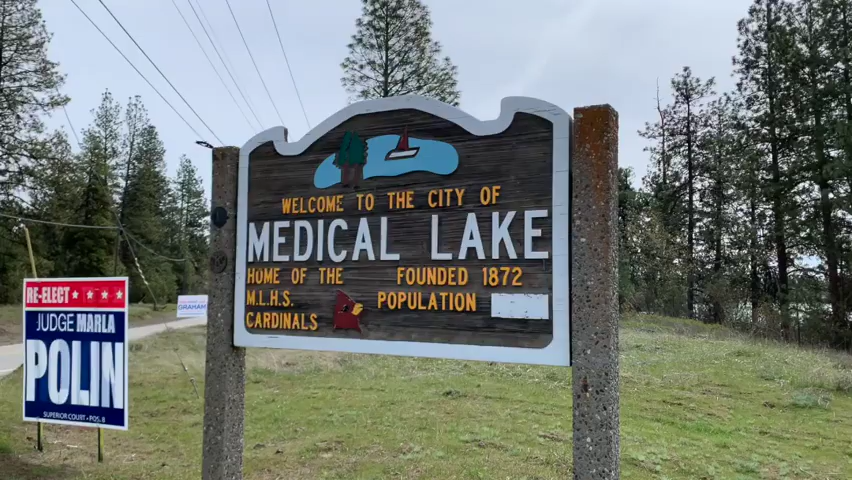 WELCOME TO THE CITY OF
MEDICAL LAKE
HOME OF THE
M.L.H.S.
CARDINALS
FOUNDED 1872
POPULATION
RE-ELECT
JUDGE MARLA
POLIN
SUPERIOR COURT • POS. 8
GRAHAM